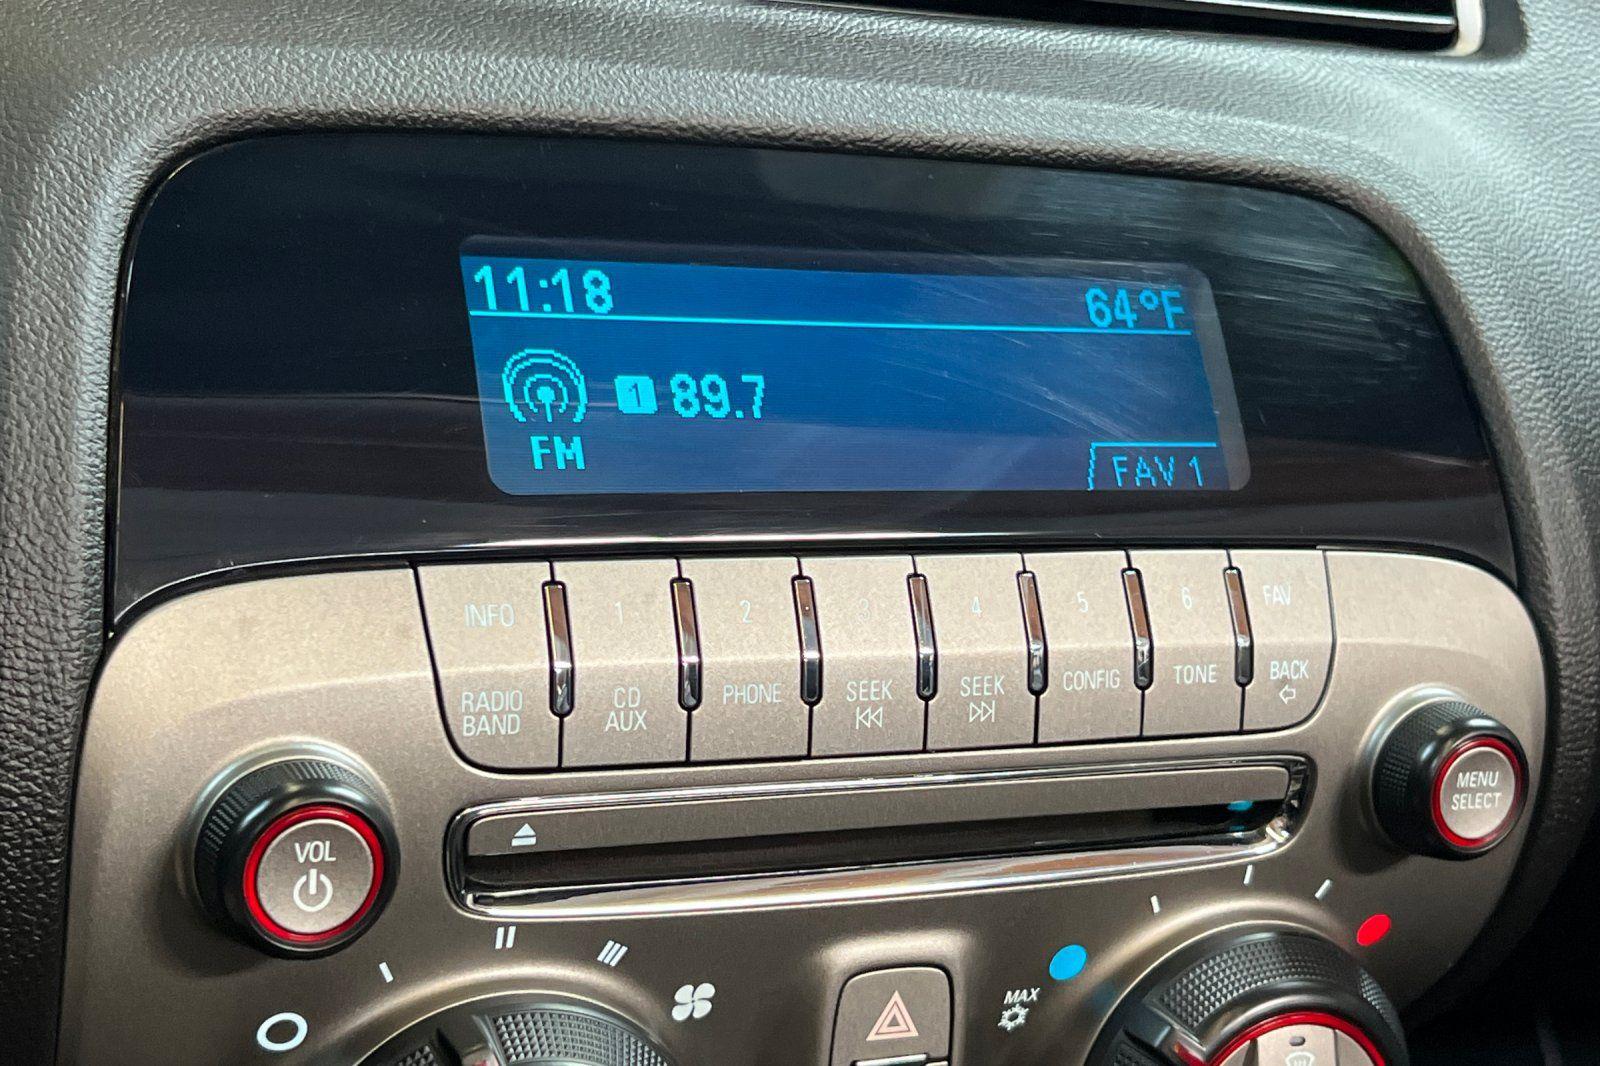 11:18 64°F
1 89.7
FM
FAV 1
INFO 1 2 3 4 5 6 FAV
RADIO BAND
CD AUX
PHONE
SEEK
SEEK
CONFIG
TONE
BACK
VOL
MENU SELECT
MAX